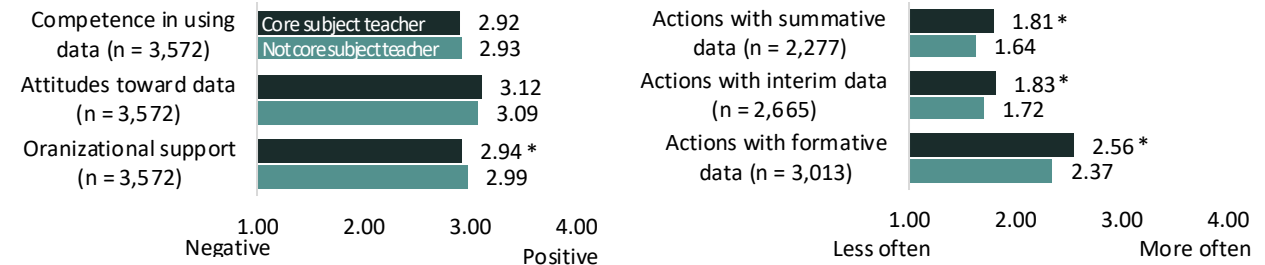 Competence in using
data (n = 3,572)
Core subject teacher
2.92
Not core subject teacher
2.93
Attitudes toward data
(n = 3,572)
3.12
3.09
Oranizational support
(n = 3,572)
2.94 *
2.99
1.00 2.00 3.00 4.00
Negative Positive
Actions with summative
data (n = 2,277)
1.81 *
1.64
Actions with interim data
(n = 2,665)
1.83 *
1.72
Actions with formative
data (n = 3,013)
2.56 *
2.37
1.00 2.00 3.00 4.00
Less often More often